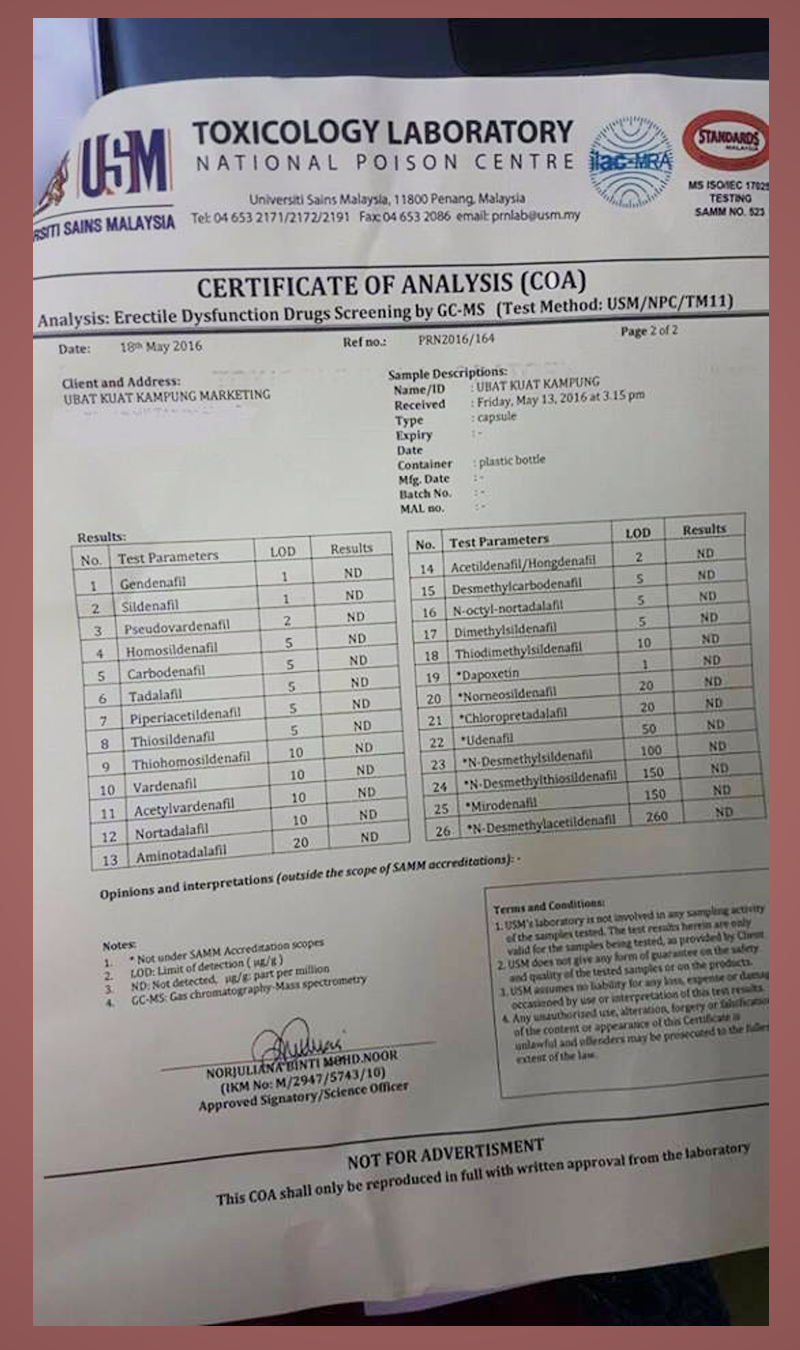 USM
RSITI SAINS MALAYSIA
TOXICOLOGY LABORATORY
NATIONAL POISON CENTRE
Universiti Sains Malaysia, 11800 Penang, Malaysia
Tel: 04 653 2171/2172/2191 Fax: 04 653 2086 email: prnlab@usm.my
ilac-MRA
STANDARDS
MALAYSIA
MS ISO/IEC 17025
TESTING
SAMM NO. 523
CERTIFICATE OF ANALYSIS (COA)
Analysis: Erectile Dysfunction Drugs Screening by GC-MS (Test Method: USM/NPC/TM11)
Date: 18th May 2016 Ref no.: PRN2016/164 Page 2 of 2
Client and Address:
UBAT KUAT KAMPUNG MARKETING
Sample Descriptions:
Name/ID : UBAT KUAT KAMPUNG
Received : Friday, May 13, 2016 at 3.15 pm
Type : capsule
Expiry : -
Date
Container : plastic bottle
Mfg. Date : -
Batch No. : -
MAL no. : -
Results:
No. Test Parameters LOD Results
1 Gendenafil 1 ND
2 Sildenafil 1 ND
3 Pseudovardenafil 2 ND
4 Homosildenafil 5 ND
5 Carbodenafil 5 ND
6 Tadalafil 5 ND
7 Piperiacetildenafil 5 ND
8 Thiosildenafil 5 ND
9 Thiohomosildenafil 10 ND
10 Vardenafil 10 ND
11 Acetylvardenafil 10 ND
12 Nortadalafil 10 ND
13 Aminotadalafil 20 ND
No. Test Parameters LOD Results
14 Acetildenafil/Hongdenafil 2 ND
15 Desmethylcarbodenafil 5 ND
16 N-octyl-nortadalafil 5 ND
17 Dimethylsildenafil 5 ND
18 Thiodimethylsildenafil 10 ND
19 *Dapoxetin 1 ND
20 *Norneosildenafil 20 ND
21 *Chloropretadalafil 20 ND
22 *Udenafil 50 ND
23 *N-Desmethylsildenafil 100 ND
24 *N-Desmethylthiosildenafil 150 ND
25 *Mirodenafil 150 ND
26 *N-Desmethylacetildenafil 260 ND
Opinions and interpretations (outside the scope of SAMM accreditations): -
Notes:
1. * Not under SAMM Accreditation scopes
2. LOD: Limit of detection ( µg/g )
3. ND: Not detected, µg/g: part per million
4. GC-MS: Gas chromatography-Mass spectrometry
NORJULIANA BINTI MOHD.NOOR
(IKM No: M/2947/5743/10)
Approved Signatory/Science Officer
Terms and Conditions:
1. USM's laboratory is not involved in any sampling activity
of the samples tested. The test results herein are only
valid for the samples being tested, as provided by Client.
2. USM does not give any form of guarantee on the safety
and quality of the tested samples or on the products.
3. USM assumes no liability for any loss, expense or damag
occasioned by use or interpretation of this test results.
4. Any unauthorized use, alteration, forgery or falsification
of the content or appearance of this Certificate is
unlawful and offenders may be prosecuted to the fulles
extent of the law.
NOT FOR ADVERTISMENT
This COA shall only be reproduced in full with written approval from the laboratory